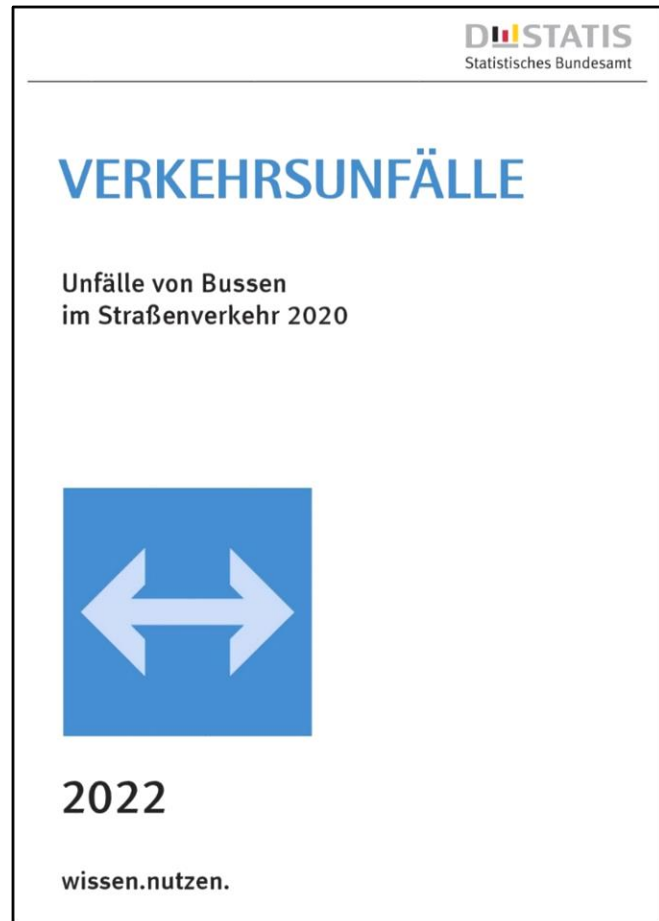 DESTATIS
Statistisches Bundesamt
VERKEHRSUNFÄLLE
Unfälle von Bussen
im Straßenverkehr 2020
2022
wissen.nutzen.